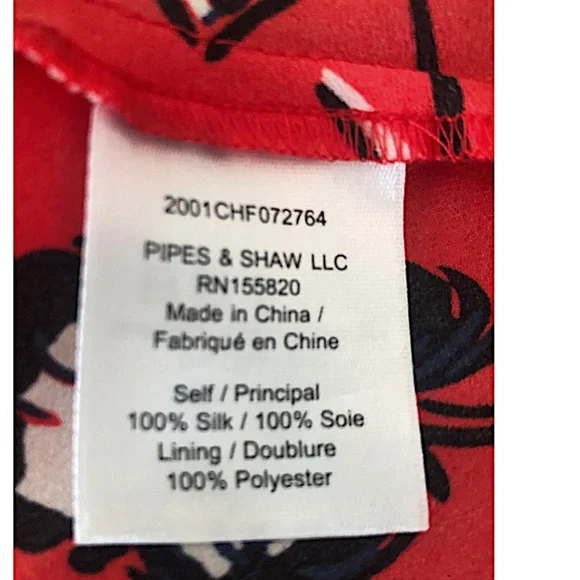 2001CHF072764
PIPES & SHAW LLC
RN155820
Made in China /
Fabriqué en Chine
Self / Principal
100% Silk / 100% Soie
Lining / Doublure
100% Polyester